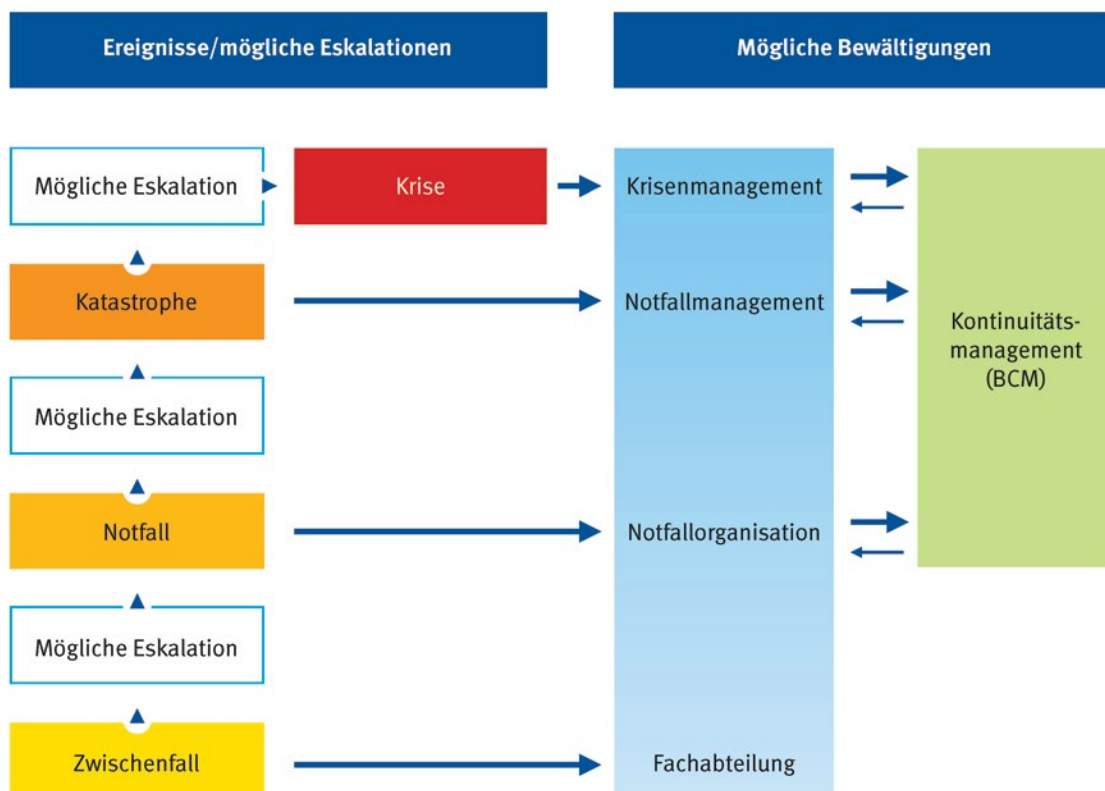 Ereignisse/mögliche Eskalationen
Mögliche Bewältigungen
Mögliche Eskalation
Krise
Krisenmanagement
Katastrophe
Notfallmanagement
Kontinuitäts-
management
(BCM)
Mögliche Eskalation
Notfall
Notfallorganisation
Mögliche Eskalation
Zwischenfall
Fachabteilung